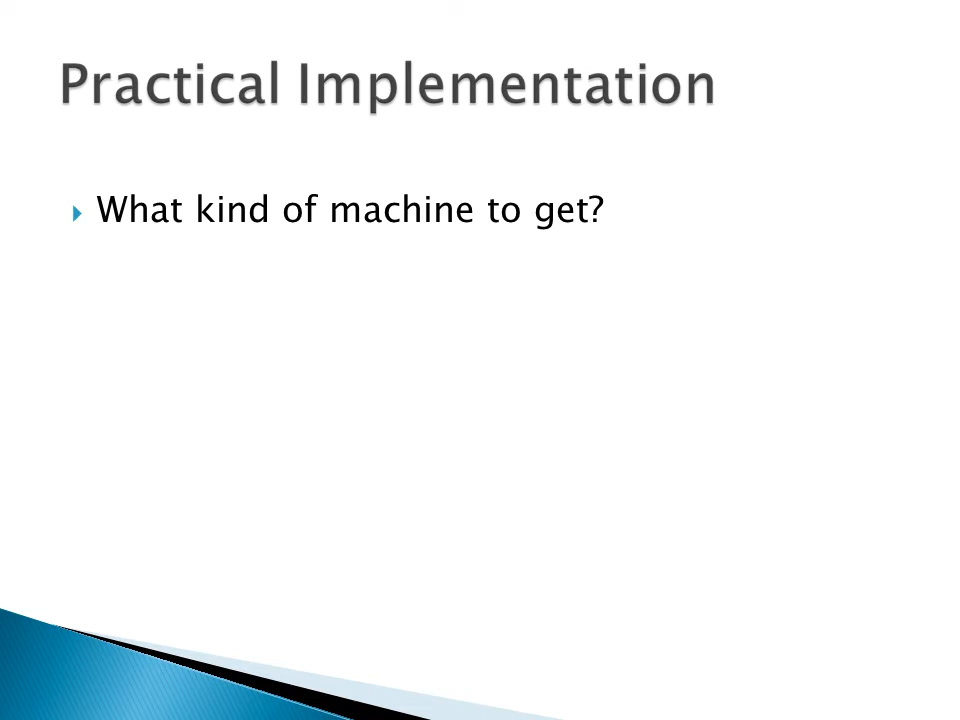 Practical Implementation
What kind of machine to get?